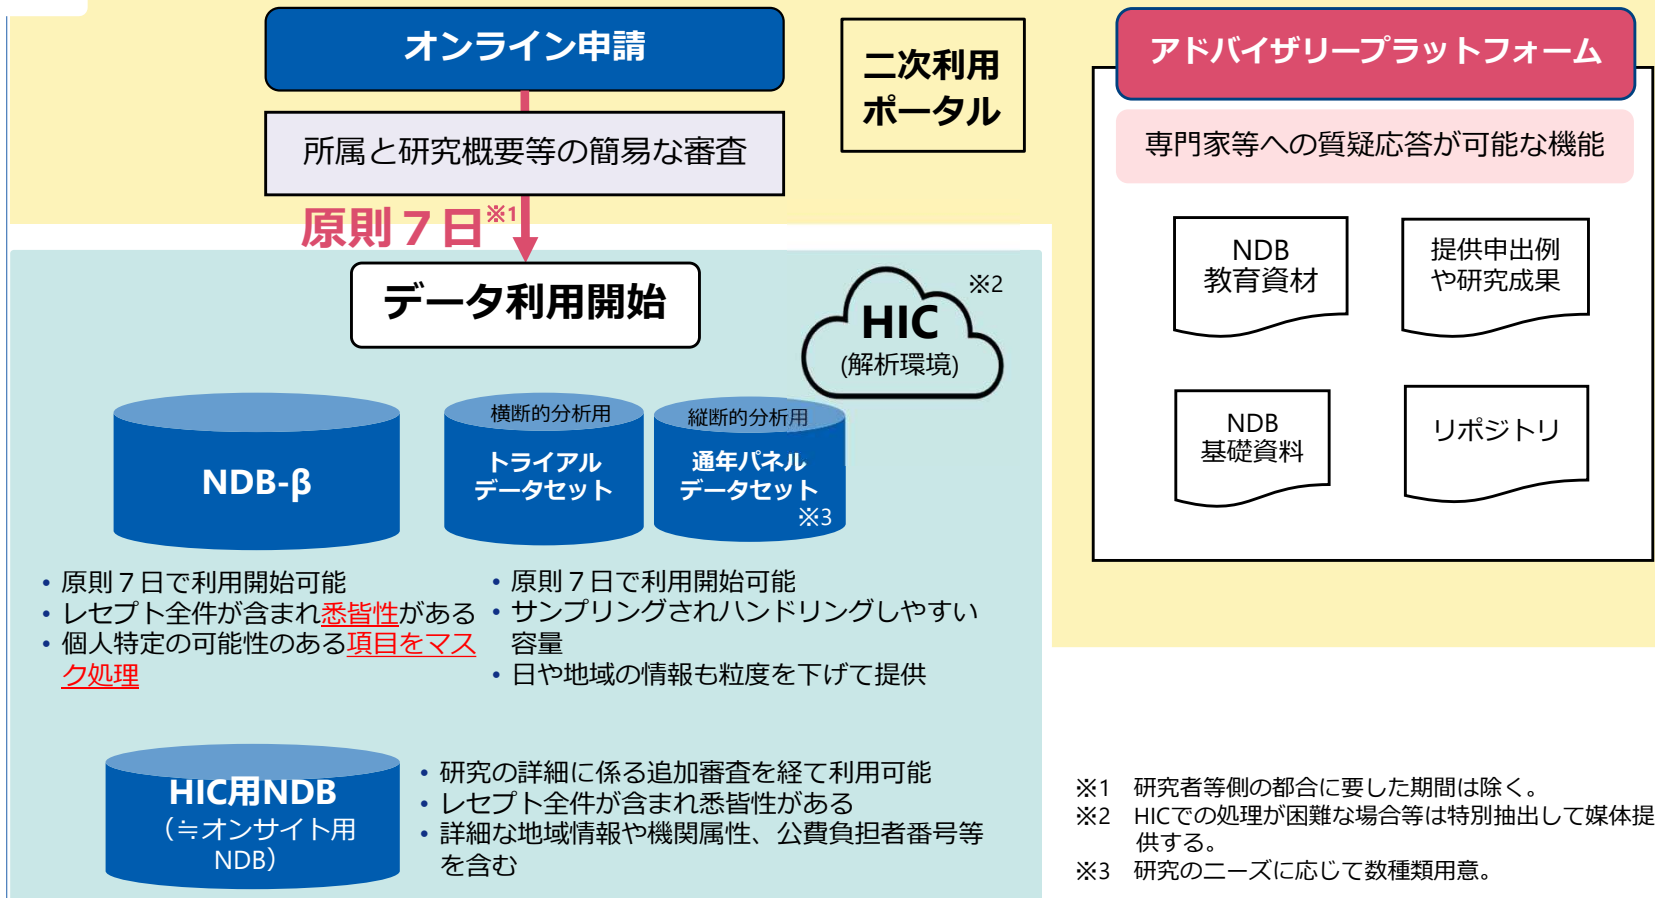 オンライン申請
所属と研究概要等の簡易な審査
原則７日※1
二次利用
ポータル
データ利用開始
※2
HIC
(解析環境)
NDB-β
横断的分析用
トライアル
データセット
縦断的分析用
通年パネル
データセット
※3
• 原則７日で利用開始可能
• レセプト全件が含まれ悉皆性がある
• 個人特定の可能性のある項目をマス
ク処理
• 原則７日で利用開始可能
• サンプリングされハンドリングしやすい
容量
• 日や地域の情報も粒度を下げて提供
HIC用NDB
（≒オンサイト用
NDB）
• 研究の詳細に係る追加審査を経て利用可能
• レセプト全件が含まれ悉皆性がある
• 詳細な地域情報や機関属性、公費負担者番号等
を含む
アドバイザリープラットフォーム
専門家等への質疑応答が可能な機能
NDB
教育資材
提供申出例
や研究成果
NDB
基礎資料
リポジトリ
※1　研究者等側の都合に要した期間は除く。
※2　HICでの処理が困難な場合等は特別抽出して媒体提
供する。
※3　研究のニーズに応じて数種類用意。